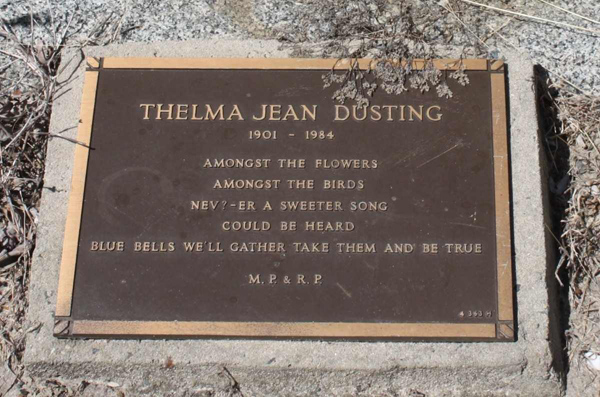 THELMA JEAN DUSTING
1901 - 1984
AMONGST THE FLOWERS
AMONGST THE BIRDS
NEV?-ER A SWEETER SONG
COULD BE HEARD
BLUE BELLS WE'LL GATHER TAKE THEM AND BE TRUE
M.P. & R.P.